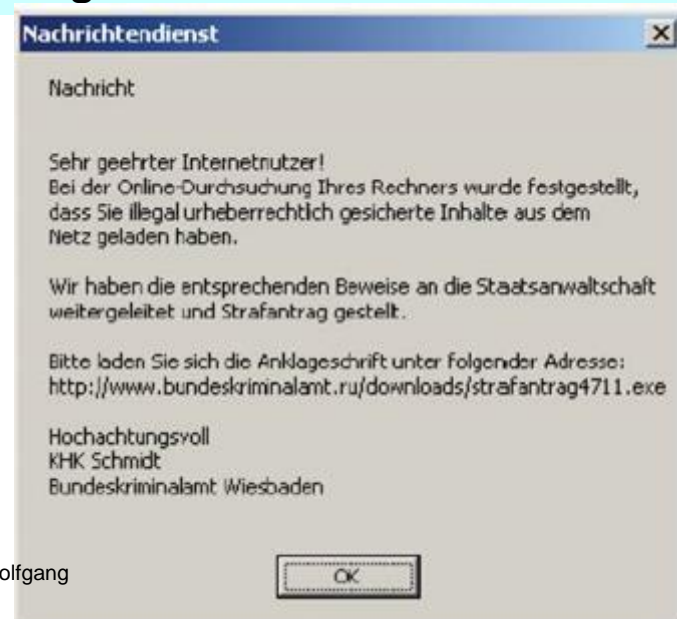 Nachrichtendienst
Nachricht
Sehr geehrter Internetnutzer!
Bei der Online-Durchsuchung Ihres Rechners wurde festgestellt,
dass Sie illegal urheberrechtlich gesicherte Inhalte aus dem
Netz geladen haben.
Wir haben die entsprechenden Beweise an die Staatsanwaltschaft
weitergeleitet und Strafantrag gestellt.
Bitte laden Sie sich die Anklageschrift unter folgender Adresse:
http://www.bundeskriminalamt.ru/downloads/strafantrag4711.exe
Hochachtungsvoll
KHK Schmidt
Bundeskriminalamt Wiesbaden
olfgang
OK